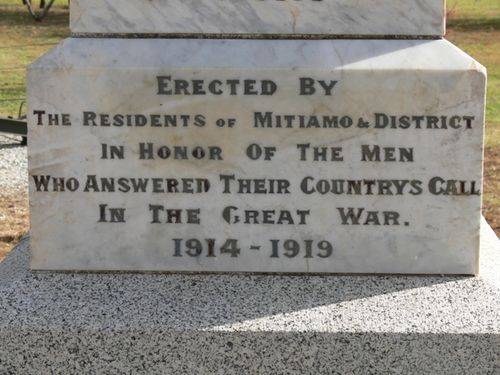 ERECTED BY
THE RESIDENTS OF MITIAMO & DISTRICT
IN HONOR OF THE MEN
WHO ANSWERED THEIR COUNTRY'S CALL
IN THE GREAT WAR.
1914-1919